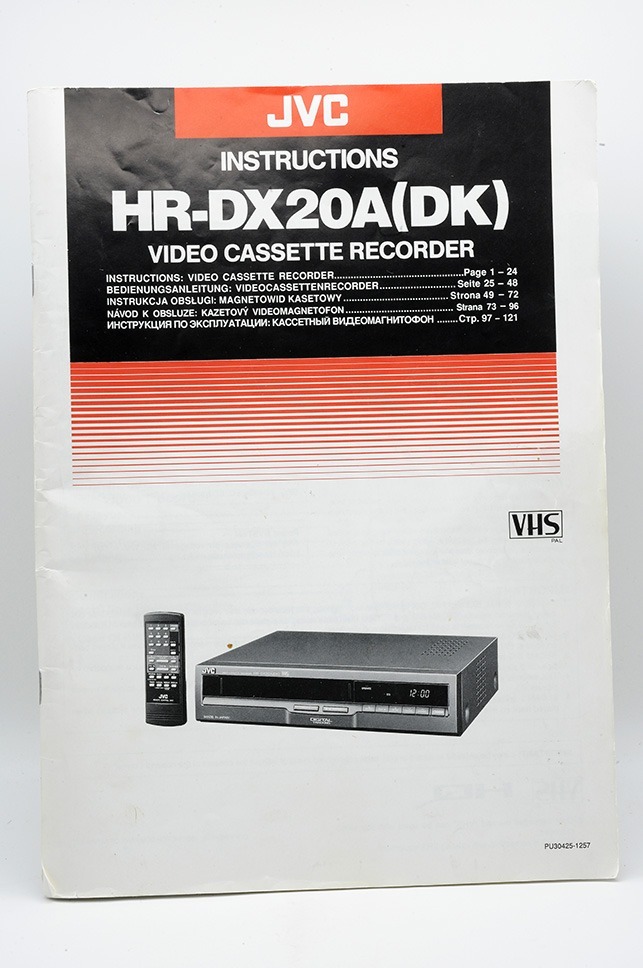 JVC
INSTRUCTIONS
HR-DX20A(DK)
VIDEO CASSETTE RECORDER
INSTRUCTIONS: VIDEO CASSETTE RECORDER..................................Page 1 – 24
BEDIENUNGSANLEITUNG: VIDEOCASSETTENRECORDER....................Seite 25 – 48
INSTRUKCJA OBSLUGI: MAGNETOWID KASETOWY...........................Strona 49 – 72
NÁVOD K OBSLUZE: KAZETOVÝ VIDEOMAGNETOFON...........................Strana 73 – 96
ИНСТРУКЦИЯ ПО ЭКСПЛУАТАЦИИ: КАССЕТНЫЙ ВИДЕОМАГНИТОФОН ........Стр. 97 – 121
VHS
PAL
JVC
12:00
JVC
DIGITAL
PU30425-1257